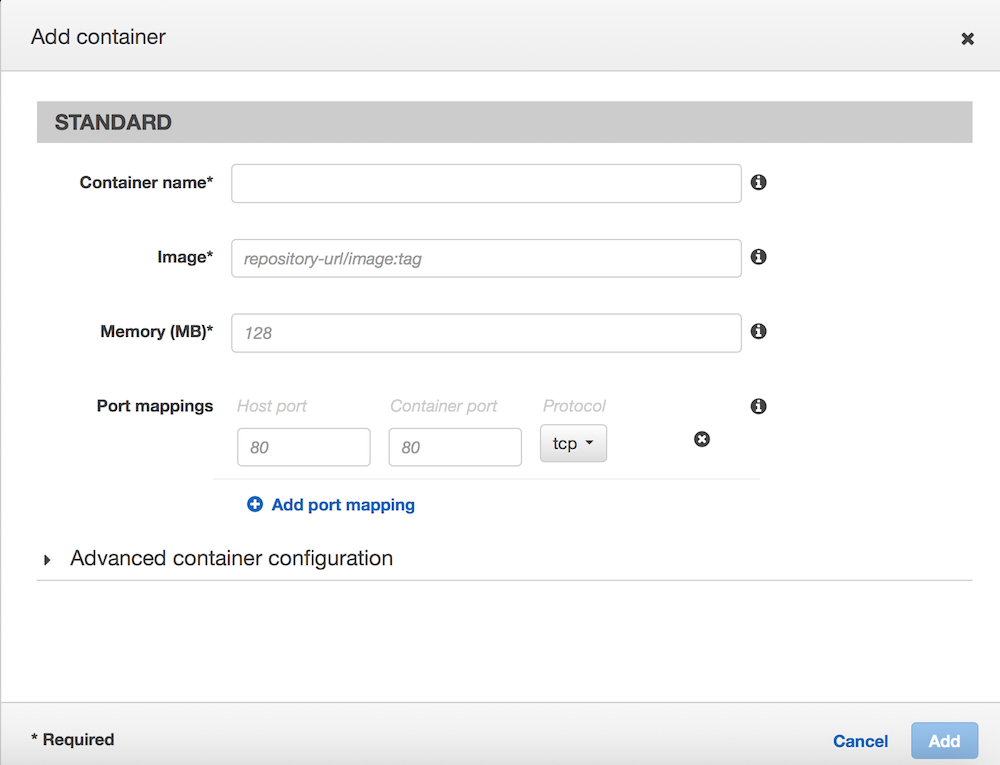 Add container
STANDARD
Container name*
Image* repository-url/image:tag
Memory (MB)* 128
Port mappings Host port Container port Protocol
80 80 tcp
Add port mapping
Advanced container configuration
* Required Cancel Add